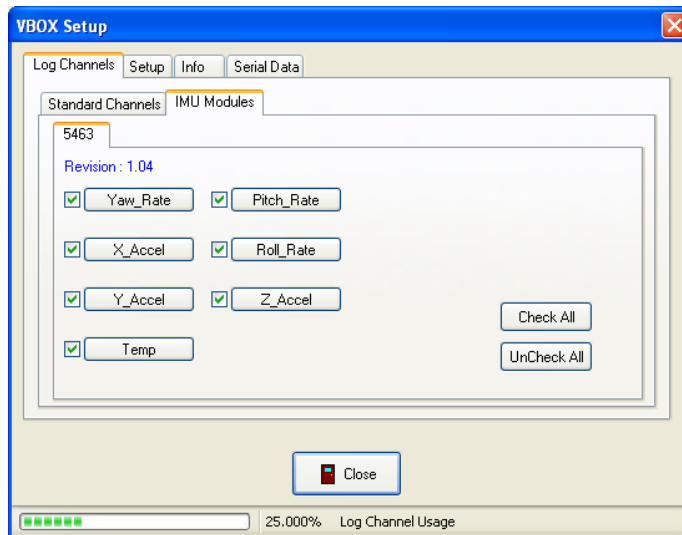 VBOX Setup
Log Channels Setup Info Serial Data
Standard Channels IMU Modules
5463
Revision : 1.04
Yaw_Rate Pitch_Rate
X_Accel Roll_Rate
Y_Accel Z_Accel
Check All
Temp
UnCheck All
Close
25.000% Log Channel Usage